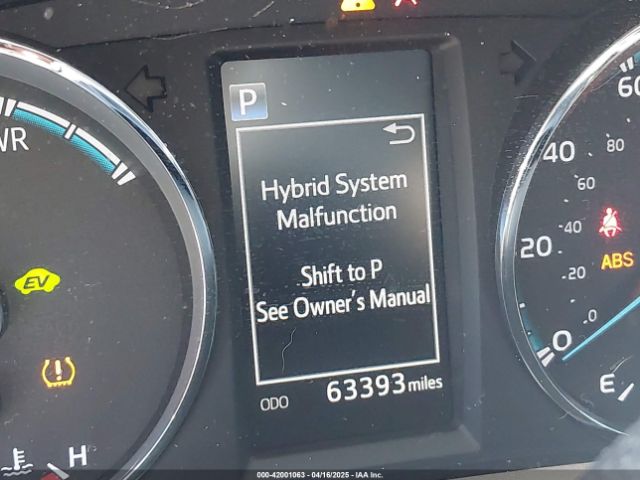 WR
P
Hybrid System
Malfunction
Shift to P
See Owner's Manual
ODO 63393 miles
EV
H
60
80
40
60
40
20
20
0
0
ABS
E
000-42001063 - 04/16/2025 - IAA Inc.